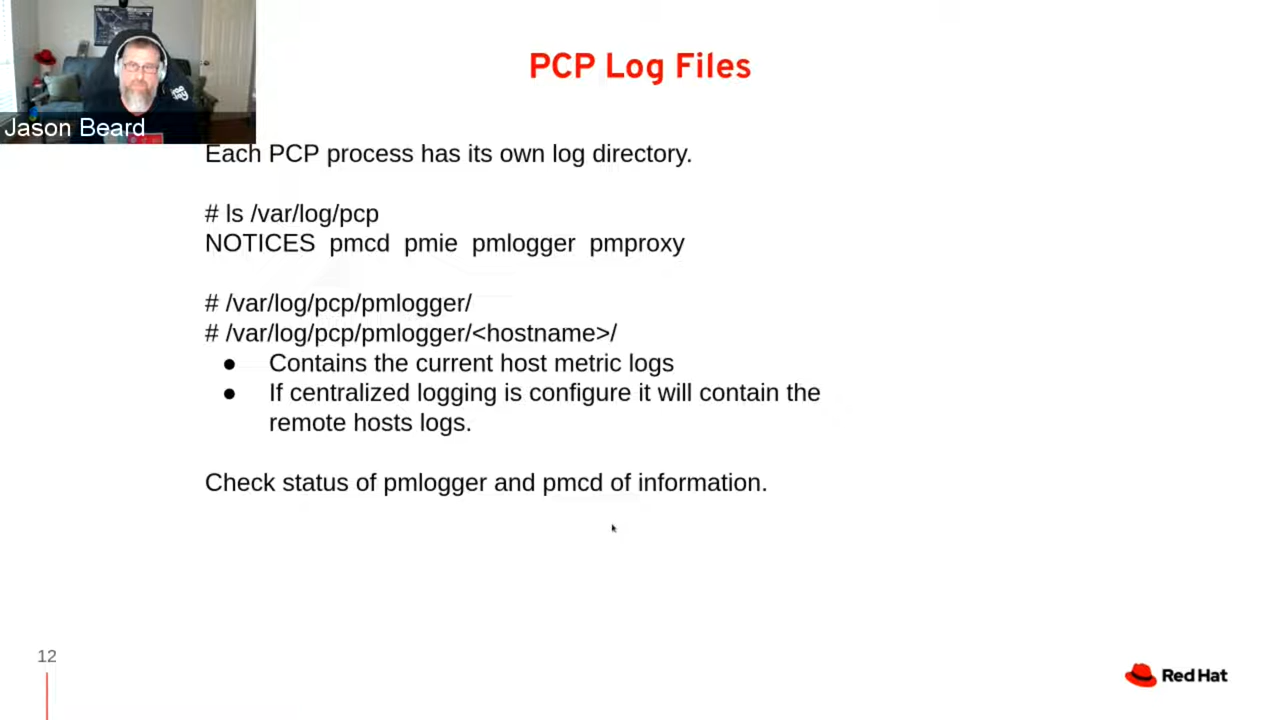 PCP Log Files
Jason Beard
Each PCP process has its own log directory.
# ls /var/log/pcp
NOTICES pmcd pmie pmlogger pmproxy
# /var/log/pcp/pmlogger/
# /var/log/pcp/pmlogger/<hostname>/
● Contains the current host metric logs
● If centralized logging is configure it will contain the
remote hosts logs.
Check status of pmlogger and pmcd of information.
12
Red Hat